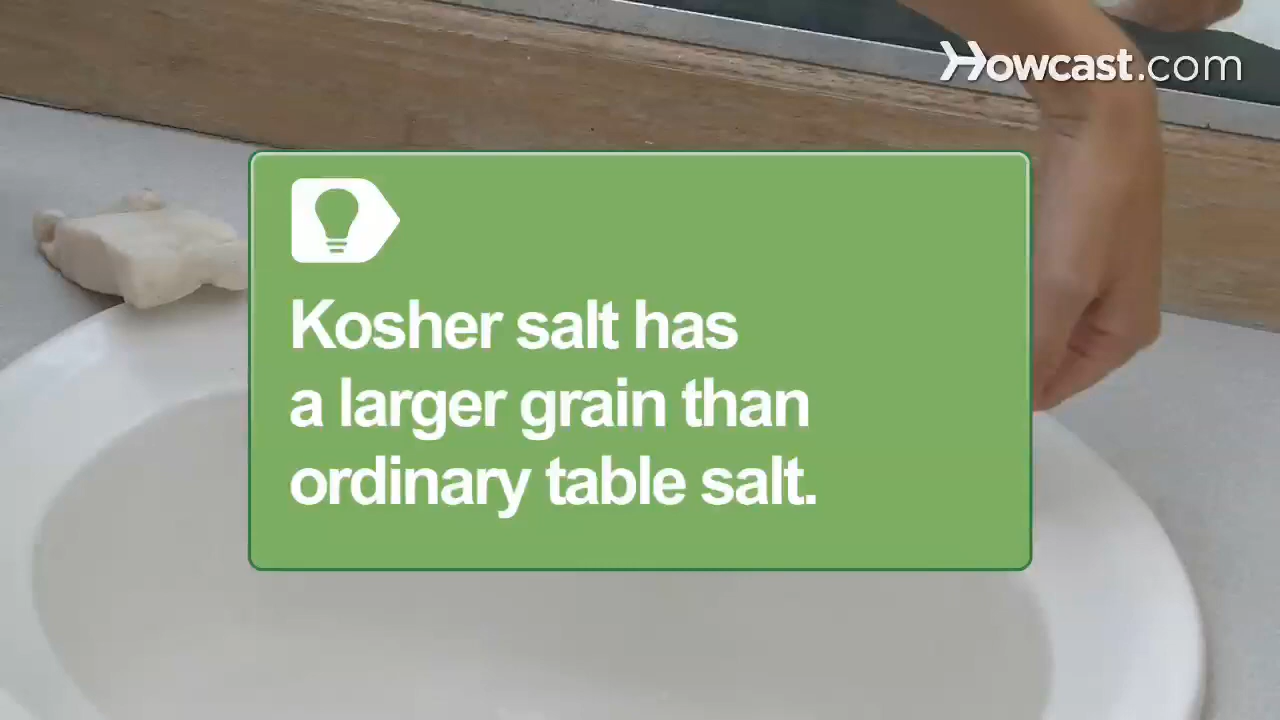 Howcast.com
Kosher salt has
a larger grain than
ordinary table salt.